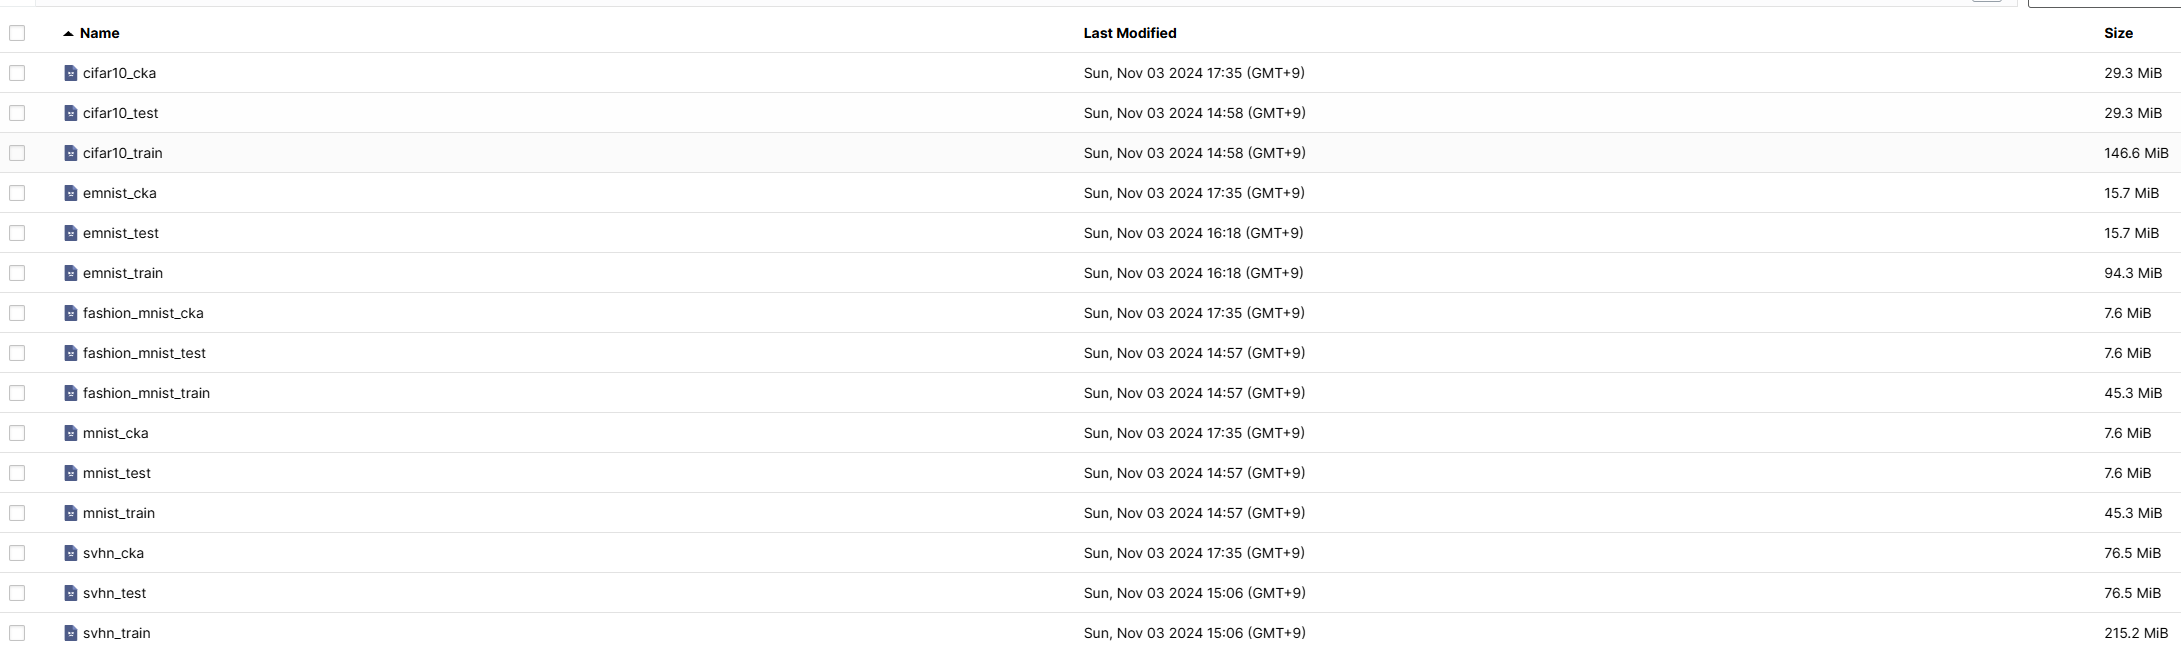 Name Last Modified Size
cifar10_cka Sun, Nov 03 2024 17:35 (GMT+9) 29.3 MiB
cifar10_test Sun, Nov 03 2024 14:58 (GMT+9) 29.3 MiB
cifar10_train Sun, Nov 03 2024 14:58 (GMT+9) 146.6 MiB
emnist_cka Sun, Nov 03 2024 17:35 (GMT+9) 15.7 MiB
emnist_test Sun, Nov 03 2024 16:18 (GMT+9) 15.7 MiB
emnist_train Sun, Nov 03 2024 16:18 (GMT+9) 94.3 MiB
fashion_mnist_cka Sun, Nov 03 2024 17:35 (GMT+9) 7.6 MiB
fashion_mnist_test Sun, Nov 03 2024 14:57 (GMT+9) 7.6 MiB
fashion_mnist_train Sun, Nov 03 2024 14:57 (GMT+9) 45.3 MiB
mnist_cka Sun, Nov 03 2024 17:35 (GMT+9) 7.6 MiB
mnist_test Sun, Nov 03 2024 14:57 (GMT+9) 7.6 MiB
mnist_train Sun, Nov 03 2024 14:57 (GMT+9) 45.3 MiB
svhn_cka Sun, Nov 03 2024 17:35 (GMT+9) 76.5 MiB
svhn_test Sun, Nov 03 2024 15:06 (GMT+9) 76.5 MiB
svhn_train Sun, Nov 03 2024 15:06 (GMT+9) 215.2 MiB